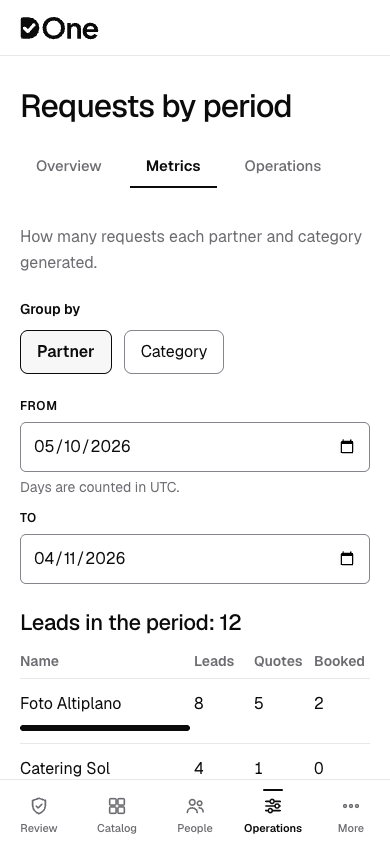 One
Requests by period
Overview Metrics Operations
How many requests each partner and category
generated.
Group by
Partner Category
FROM
05/10/2026
Days are counted in UTC.
TO
04/11/2026
Leads in the period: 12
Name Leads Quotes Booked
Foto Altiplano 8 5 2
Catering Sol 4 1 0
Review Catalog People Operations More